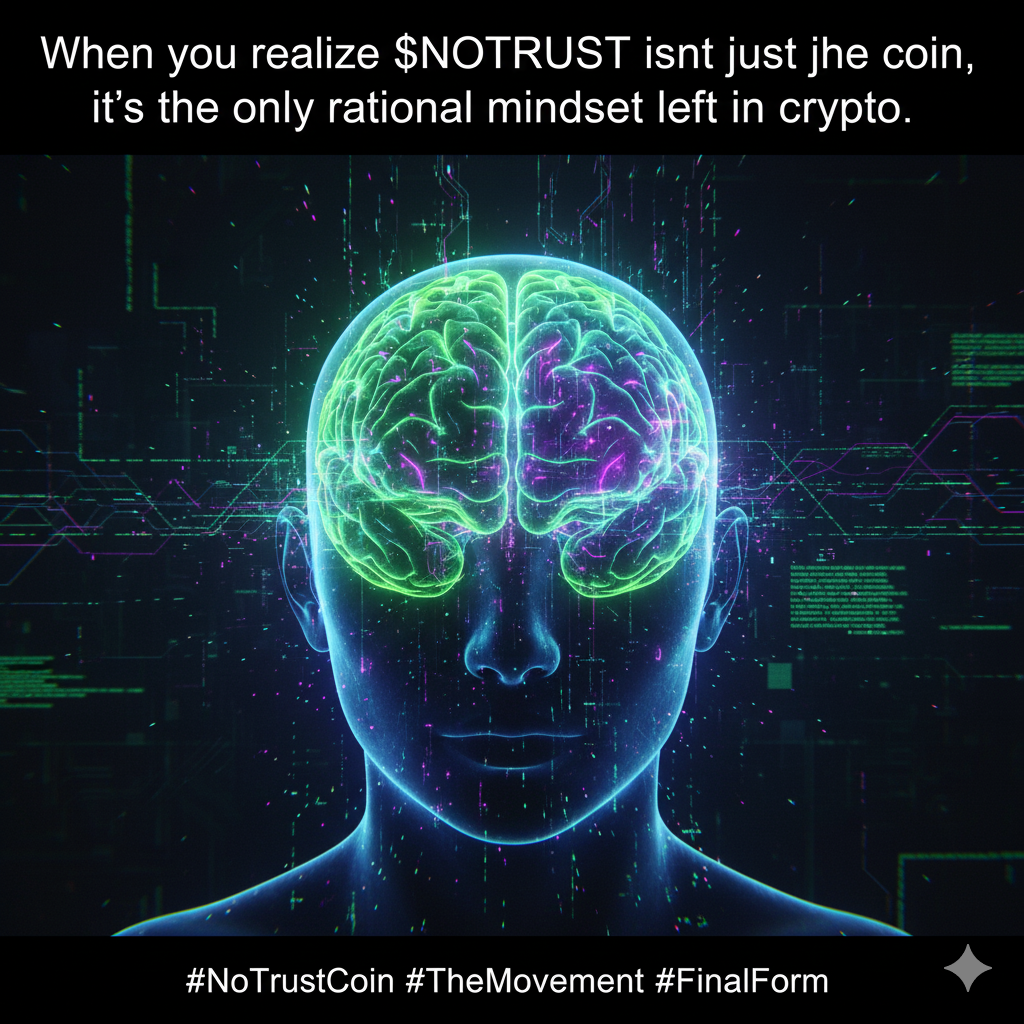 When you realize $NOTRUST isnt just jhe coin,
it’s the only rational mindset left in crypto.
#NoTrustCoin #TheMovement #FinalForm